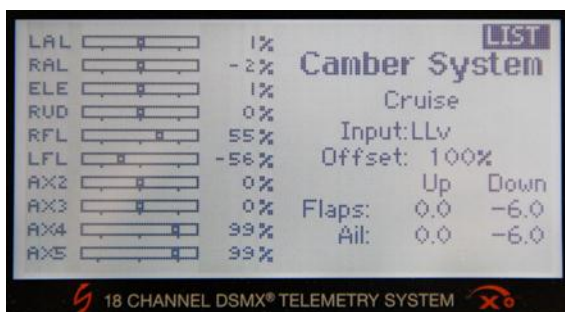 LIST
LAL 1%
RAL -2%
ELE 1%
RUD 0%
RFL 55%
LFL -56%
AX2 0%
AX3 0%
AX4 99%
AX5 99%
Camber System
Cruise
Input:LLv
Offset: 100%
Up Down
Flaps: 0.0 -6.0
Ail: 0.0 -6.0
18 CHANNEL DSMX® TELEMETRY SYSTEM